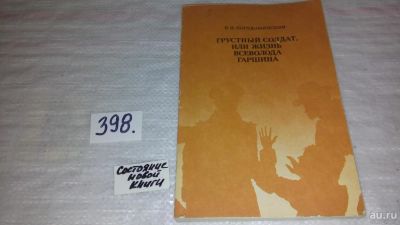 ГРУСТНЫЙ СОЛДАТ,
ИЛИ ЖИЗНЬ
ВСЕВОЛОДА
ГАРШИНА
398.
Состояние
новой
книги
au.ru